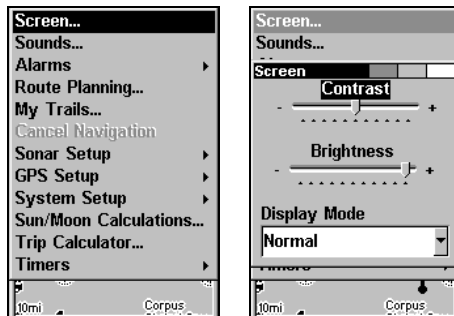 Screen...
Sounds...
Alarms
Route Planning...
My Trails...
Cancel Navigation
Sonar Setup
GPS Setup
System Setup
Sun/Moon Calculations...
Trip Calculator...
Timers
10mi
Corpus
Screen...
Sounds...
Screen
Contrast
- +
Brightness
- +
Display Mode
Normal
Timers
10mi
Corpus